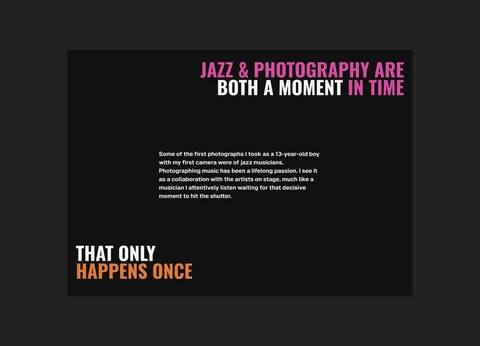 JAZZ & PHOTOGRAPHY ARE
BOTH A MOMENT IN TIME
Some of the first photographs I took as a 13-year-old boy
with my first camera were of jazz musicians.
Photographing music has been a lifelong passion. I see it
as a collaboration with the artists on stage, much like a
musician I attentively listen waiting for that decisive
moment to hit the shutter.
THAT ONLY
HAPPENS ONCE